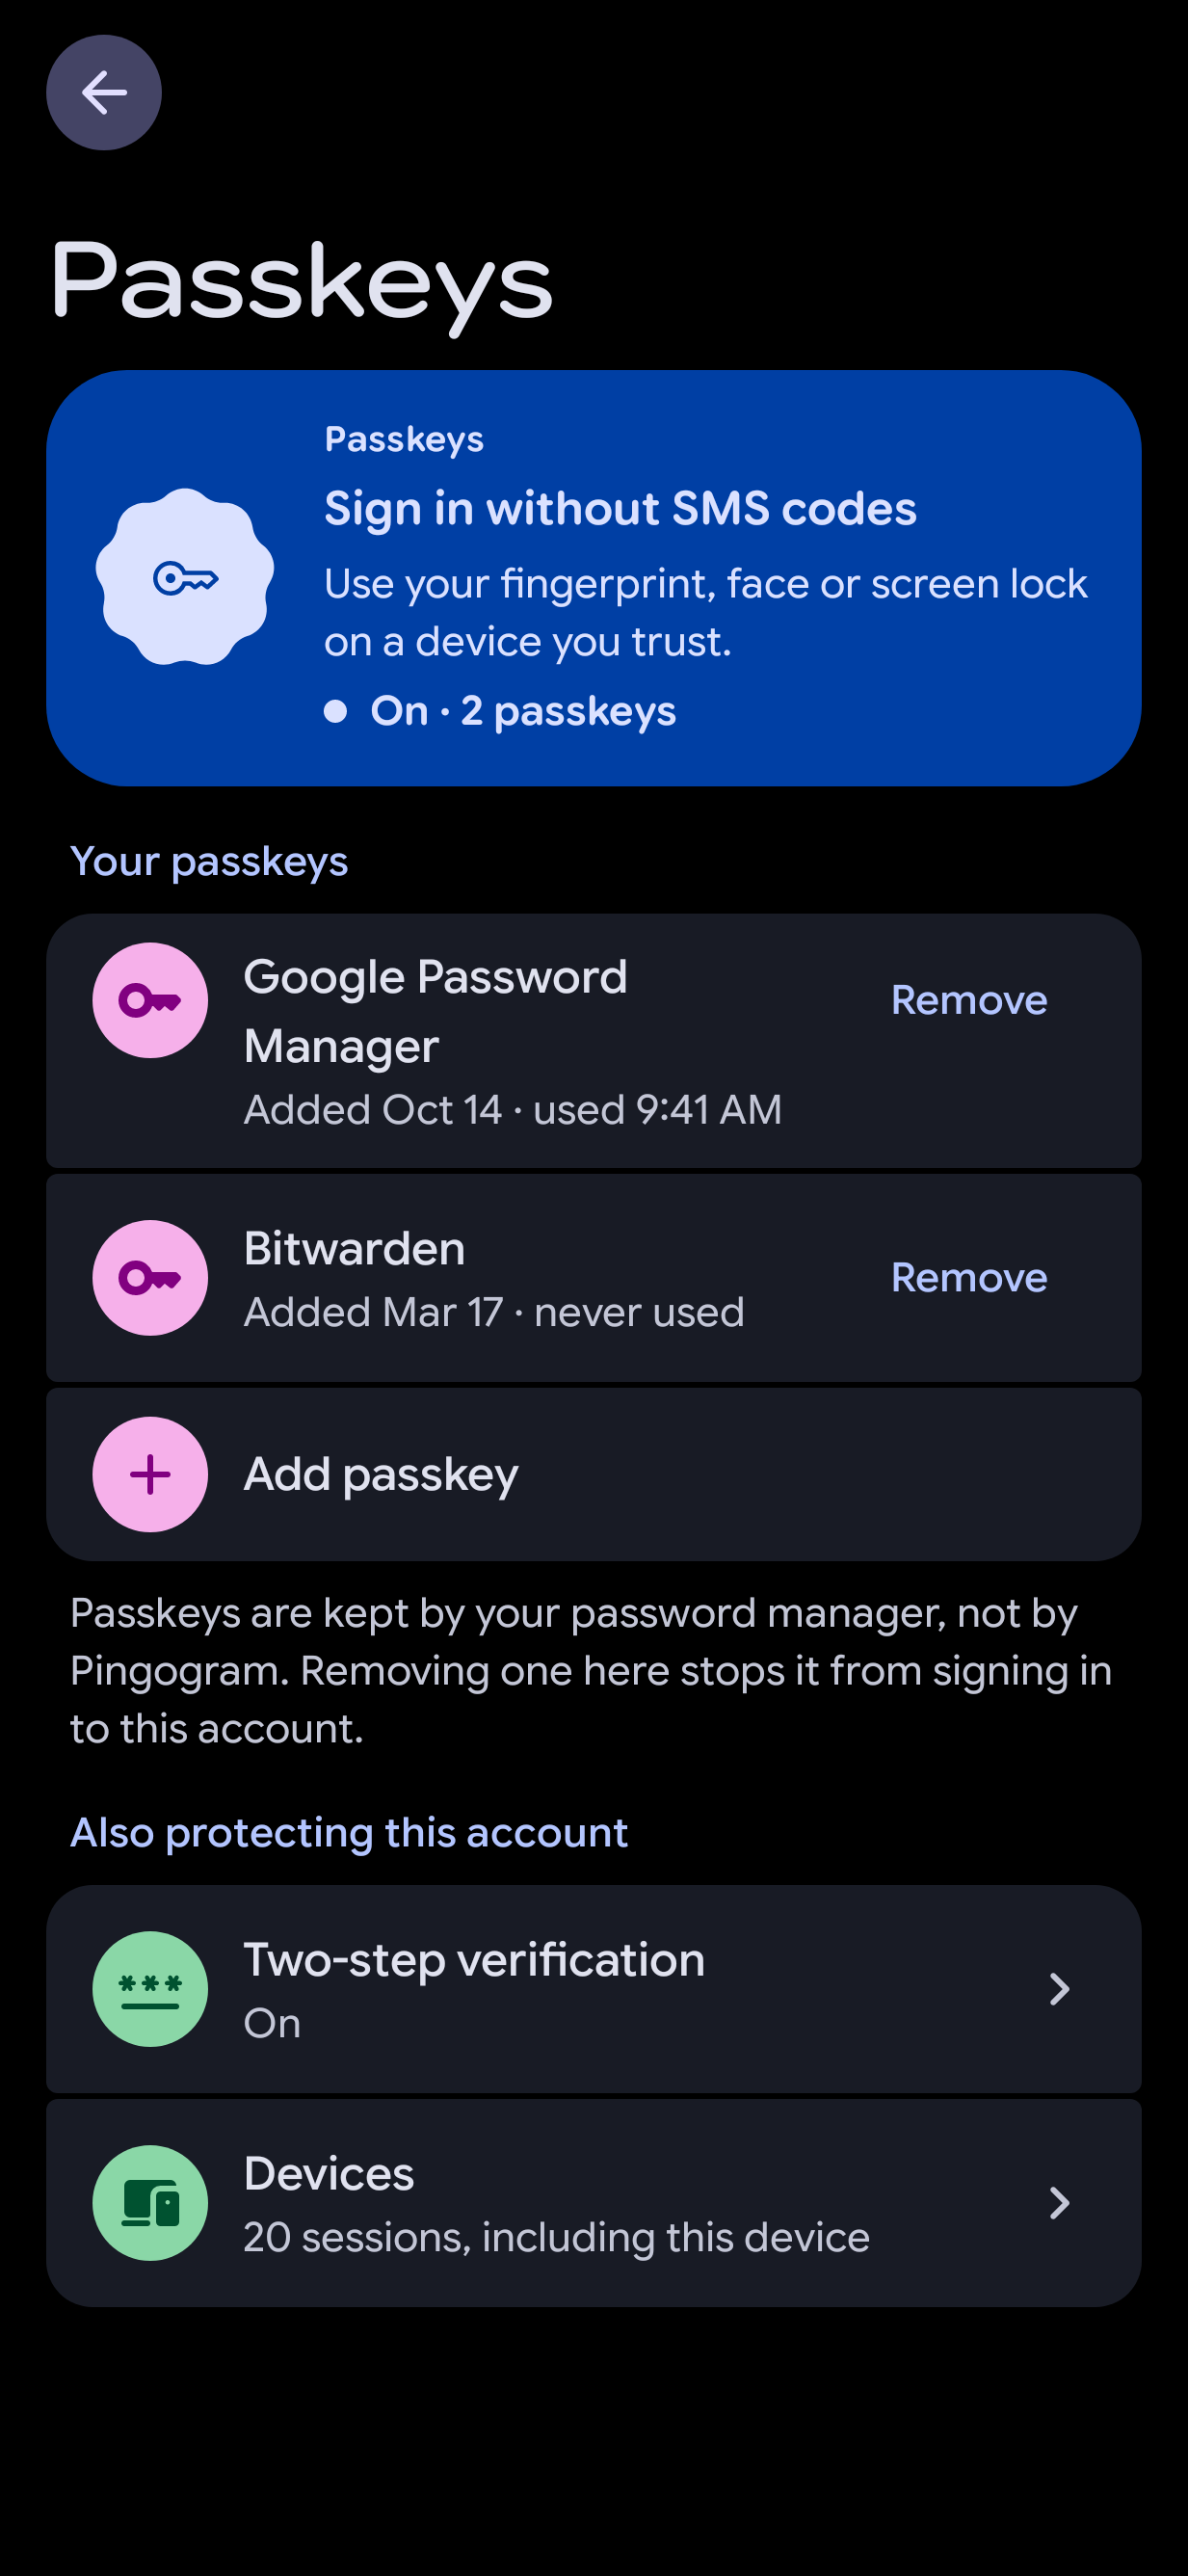 Passkeys
Passkeys
Sign in without SMS codes
Use your fingerprint, face or screen lock
on a device you trust.
On · 2 passkeys
Your passkeys
Google Password
Manager
Added Oct 14 · used 9:41 AM
Remove
Bitwarden
Added Mar 17 · never used
Remove
Add passkey
Passkeys are kept by your password manager, not by
Pingogram. Removing one here stops it from signing in
to this account.
Also protecting this account
Two-step verification
On
Devices
20 sessions, including this device